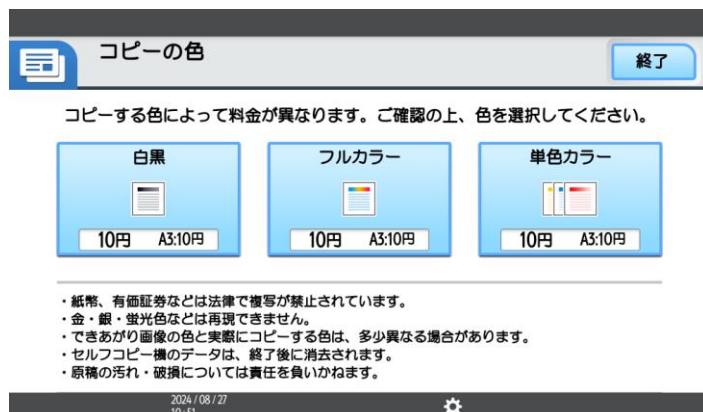 コピーの色
終了
コピーする色によって料金が異なります。ご確認の上、色を選択してください。
白黒
10円 A3:10円
フルカラー
10円 A3:10円
単色カラー
10円 A3:10円
・紙幣、有価証券などは法律で複写が禁止されています。
・金・銀・蛍光色などは再現できません。
・できあがり画像の色と実際にコピーする色は、多少異なる場合があります。
・セルフコピー機のデータは、終了後に消去されます。
・原稿の汚れ・破損については責任を負いかねます。
2024/08/27